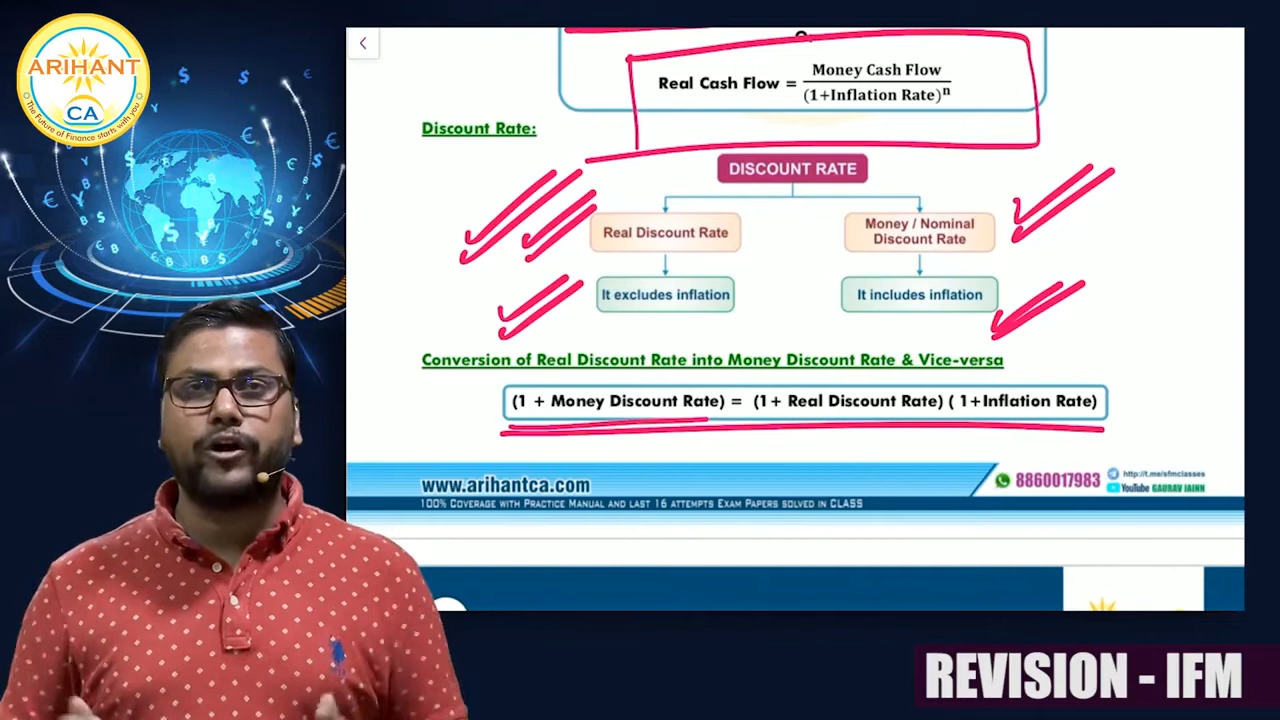 ARIHANT
CA
The Future of Finance starts with you
Real Cash Flow = Money Cash Flow / (1+Inflation Rate)^n
Discount Rate:
DISCOUNT RATE
Real Discount Rate
Money / Nominal
Discount Rate
It excludes inflation
It includes inflation
Conversion of Real Discount Rate into Money Discount Rate & Vice-versa
(1 + Money Discount Rate) = (1+ Real Discount Rate) ( 1+Inflation Rate)
www.arihantca.com
8860017983
http://t.me/sfmclasses
YouTube GAURAV JAINN
100% COVERAGE WITH PRACTICE MANUAL AND LAST 16 ATTEMPTS EXAM PAPERS SOLVED IN CLASS
REVISION - IFM